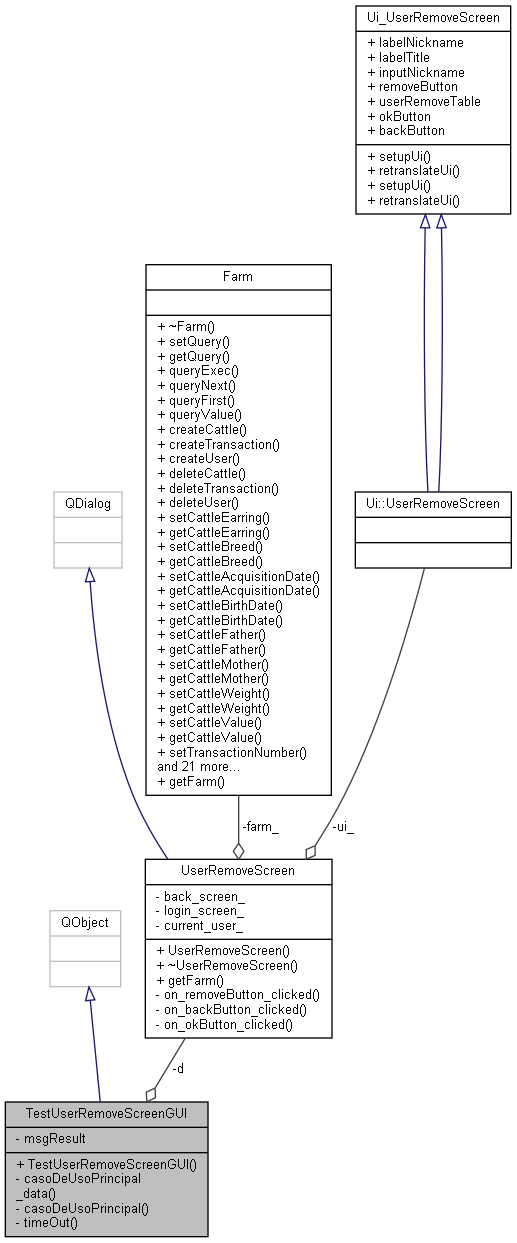 Ui_UserRemoveScreen
+ labelNickname
+ labelTitle
+ inputNickname
+ removeButton
+ userRemoveTable
+ okButton
+ backButton
+ setupUi()
+ retranslateUi()
+ setupUi()
+ retranslateUi()
Farm
+ ~Farm()
+ setQuery()
+ getQuery()
+ queryExec()
+ queryNext()
+ queryFirst()
+ queryValue()
+ createCattle()
+ createTransaction()
+ createUser()
+ deleteCattle()
+ deleteTransaction()
+ deleteUser()
+ setCattleEarring()
+ getCattleEarring()
+ setCattleBreed()
+ getCattleBreed()
+ setCattleAcquisitionDate()
+ getCattleAcquisitionDate()
+ setCattleBirthDate()
+ getCattleBirthDate()
+ setCattleFather()
+ getCattleFather()
+ setCattleMother()
+ getCattleMother()
+ setCattleWeight()
+ getCattleWeight()
+ setCattleValue()
+ getCattleValue()
+ setTransactionNumber()
and 21 more...
+ getFarm()
QDialog
Ui::UserRemoveScreen
-farm_
-ui_
UserRemoveScreen
- back_screen_
- login_screen_
- current_user_
+ UserRemoveScreen()
+ ~UserRemoveScreen()
+ getFarm()
- on_removeButton_clicked()
- on_backButton_clicked()
- on_okButton_clicked()
QObject
-d
TestUserRemoveScreenGUI
- msgResult
+ TestUserRemoveScreenGUI()
- casoDeUsoPrincipal
_data()
- casoDeUsoPrincipal()
- timeOut()